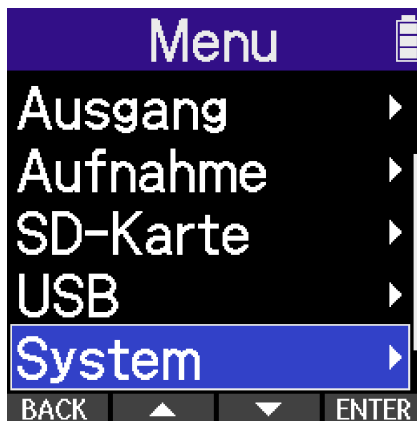 Menu
Ausgang
Aufnahme
SD-Karte
USB
System
BACK ENTER